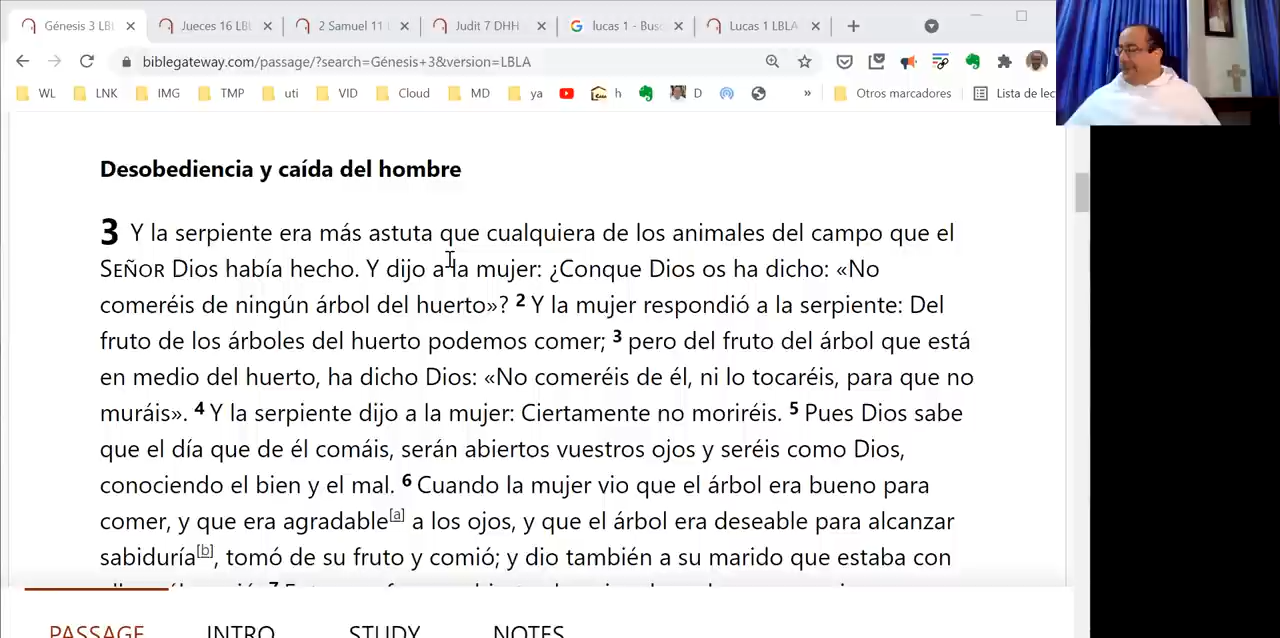 Génesis 3 LBL
Jueces 16 LBL
2 Samuel 11
Judit 7 DHH
lucas 1 - Busc
Lucas 1 LBLA
biblegateway.com/passage/?search=Génesis+3&version=LBLA
WL LNK IMG TMP uti VID Cloud MD ya h D » Otros marcadores Lista de lec
Desobediencia y caída del hombre
3 Y la serpiente era más astuta que cualquiera de los animales del campo que el
SEÑOR Dios había hecho. Y dijo a la mujer: ¿Conque Dios os ha dicho: «No
comeréis de ningún árbol del huerto»? 2 Y la mujer respondió a la serpiente: Del
fruto de los árboles del huerto podemos comer; 3 pero del fruto del árbol que está
en medio del huerto, ha dicho Dios: «No comeréis de él, ni lo tocaréis, para que no
muráis». 4 Y la serpiente dijo a la mujer: Ciertamente no moriréis. 5 Pues Dios sabe
que el día que de él comáis, serán abiertos vuestros ojos y seréis como Dios,
conociendo el bien y el mal. 6 Cuando la mujer vio que el árbol era bueno para
comer, y que era agradable[a] a los ojos, y que el árbol era deseable para alcanzar
sabiduría[b], tomó de su fruto y comió; y dio también a su marido que estaba con
PASSAGE INTRO STUDY NOTES